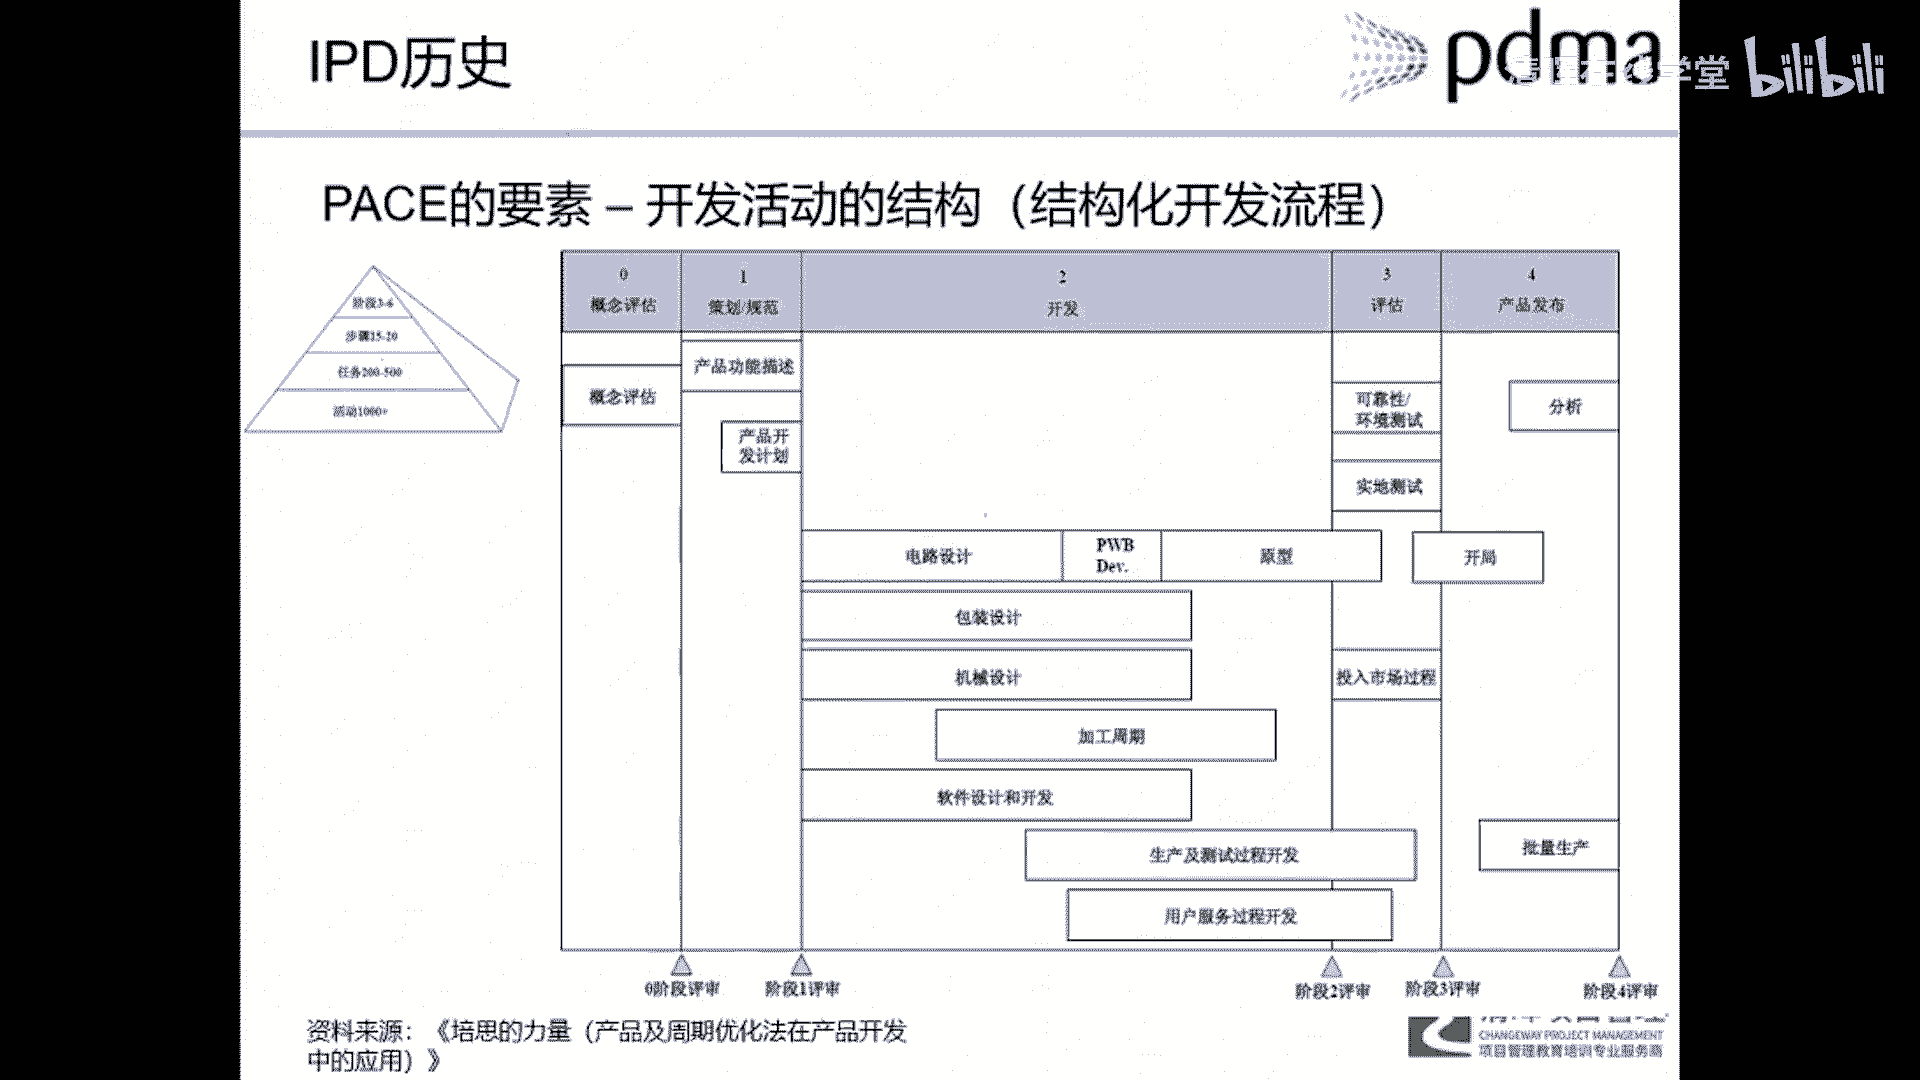 IPD历史
pdma
bilibili
PACE的要素 – 开发活动的结构（结构化开发流程）
阶段3-6
步骤15-20
任务200-500
活动1000+
0
概念评估
1
策划/规范
2
开发
3
评估
4
产品发布
概念评估
产品功能描述
产品开
发计划
可靠性/
环境测试
实地测试
分析
电路设计
PWB
Dev.
原型
开局
包装设计
机械设计
投入市场过程
加工周期
软件设计和开发
生产及测试过程开发
批量生产
用户服务过程开发
0阶段评审
阶段1评审
阶段2评审
阶段3评审
阶段4评审
资料来源：《培思的力量（产品及周期优化法在产品开发
中的应用）》
CHANGEWAY PROJECT MANAGEMENT
项目管理教育培训专业服务商